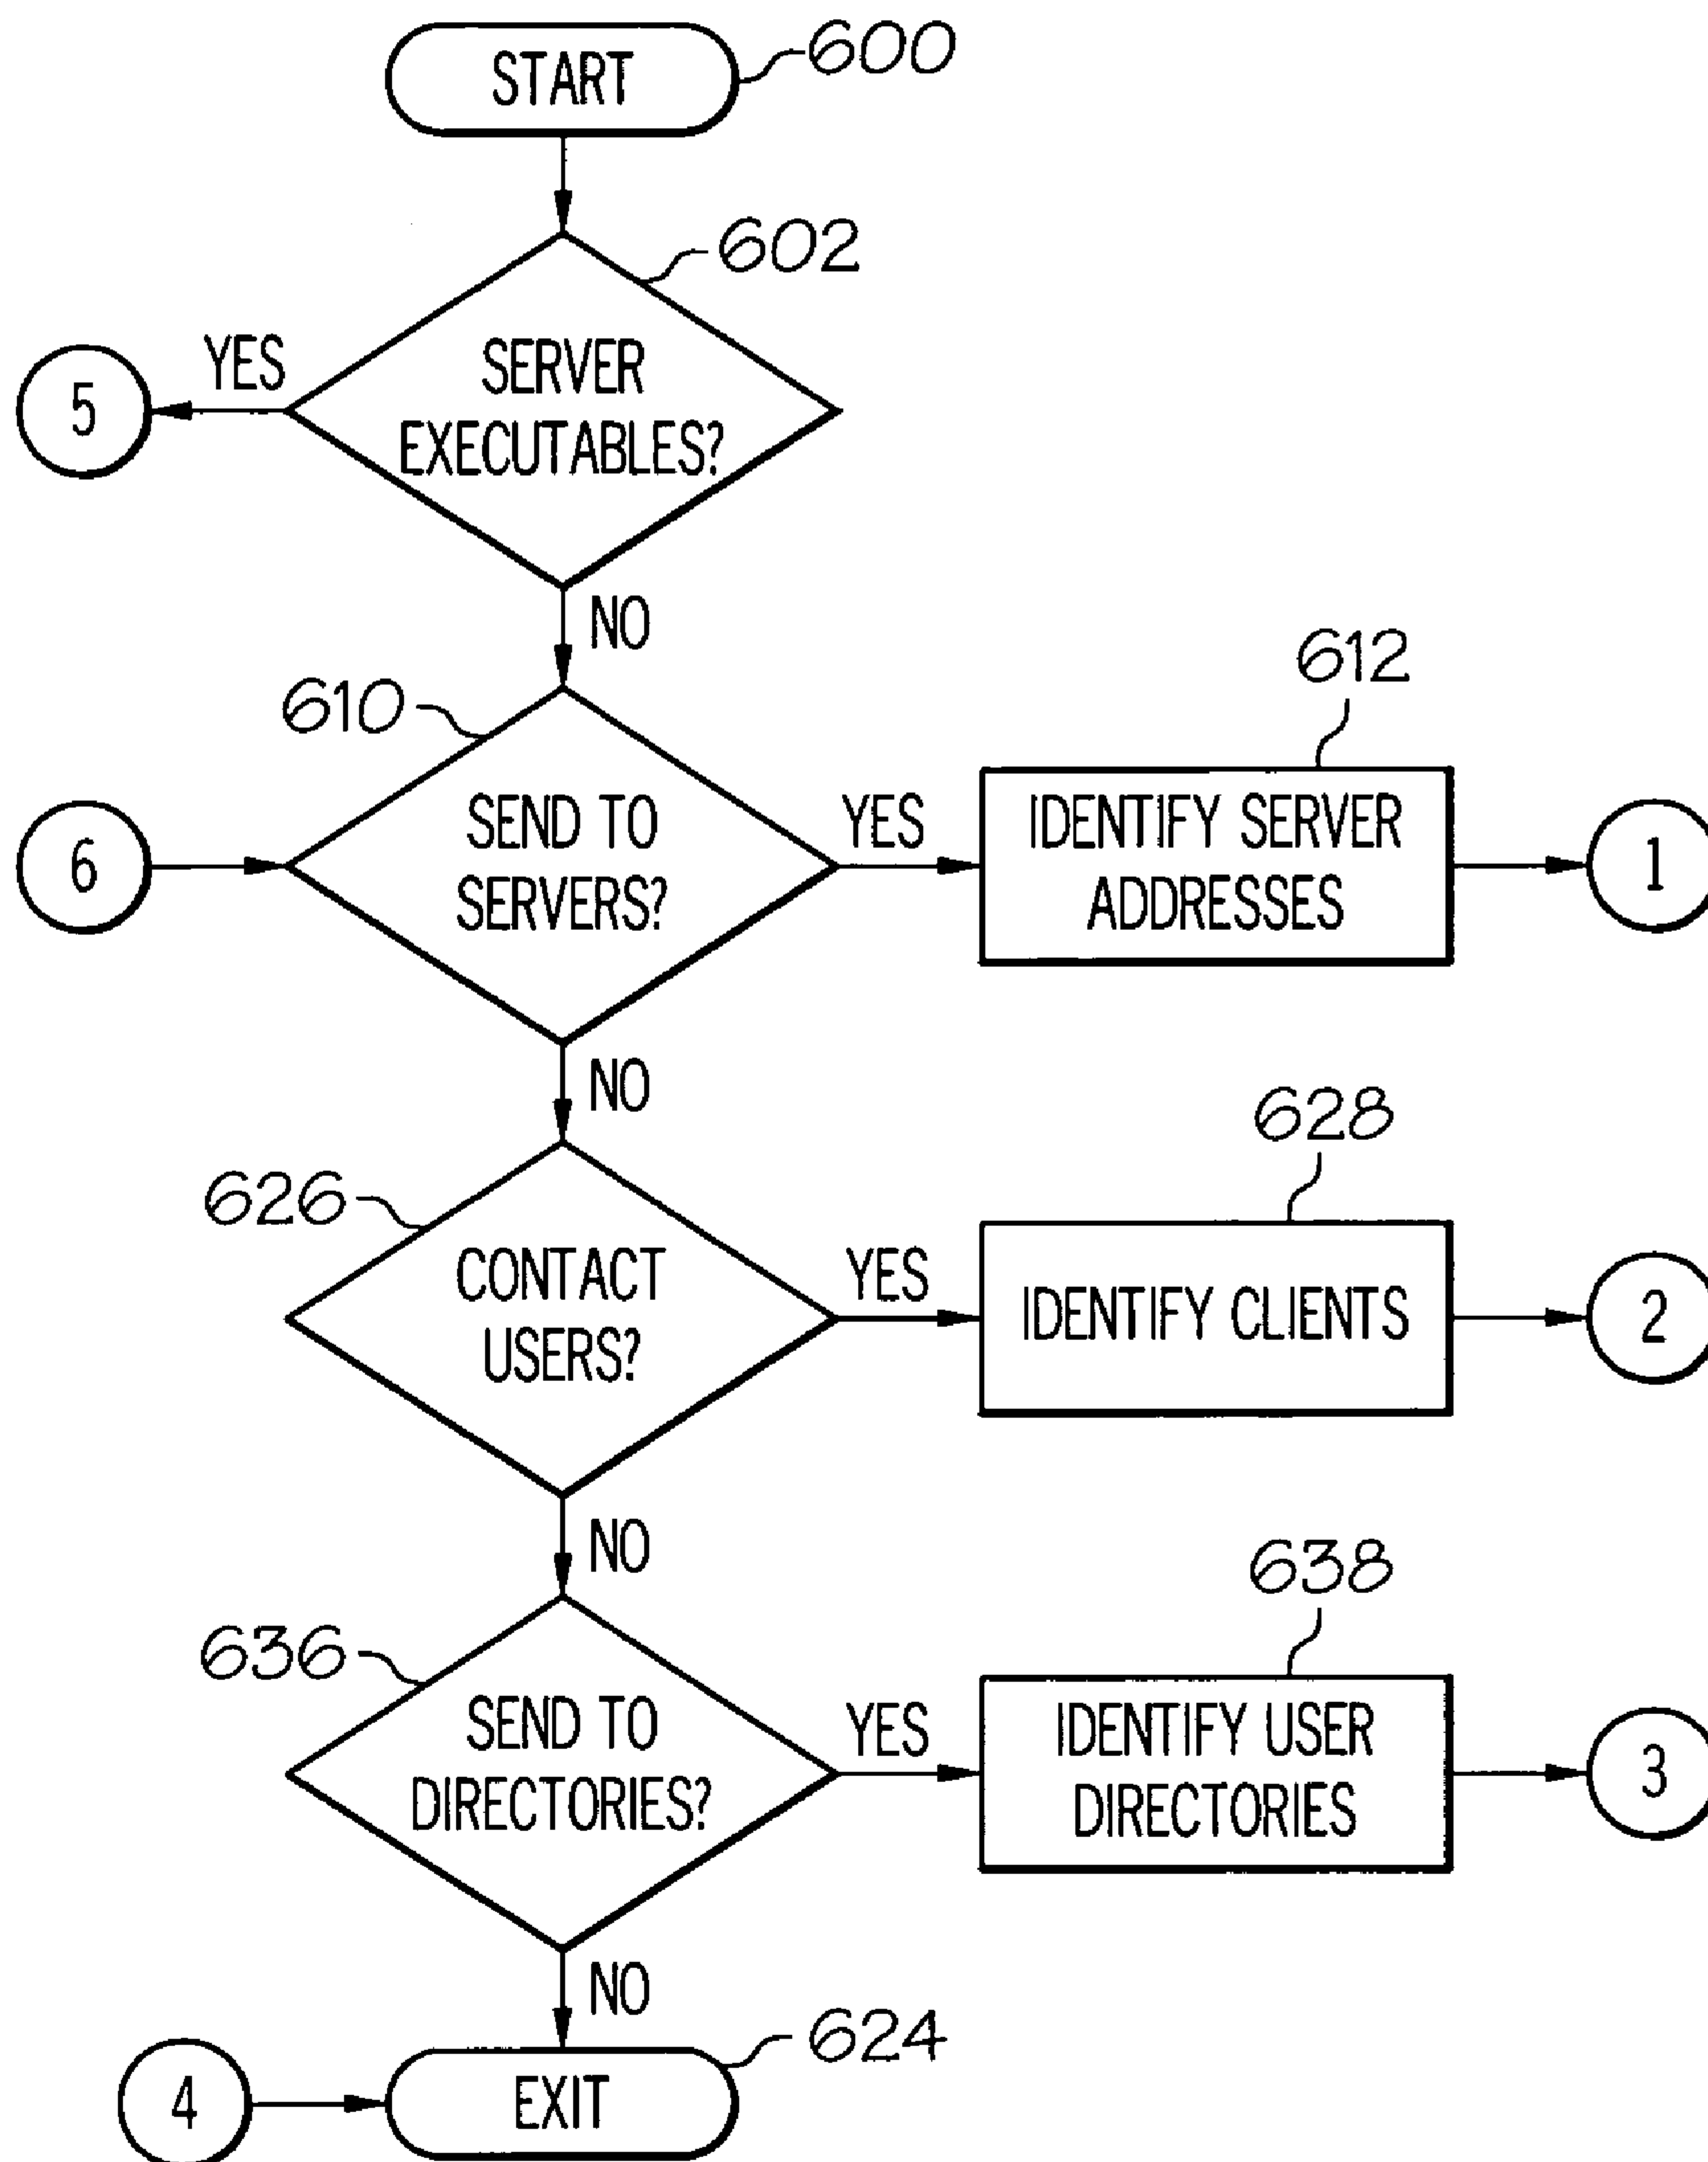 START
600
602
YES
5
SERVER
EXECUTABLES?
NO
610
612
6
SEND TO
SERVERS?
YES
IDENTIFY SERVER
ADDRESSES
1
NO
626
628
CONTACT
USERS?
YES
IDENTIFY CLIENTS
2
NO
636
638
SEND TO
DIRECTORIES?
YES
IDENTIFY USER
DIRECTORIES
3
NO
624
4
EXIT